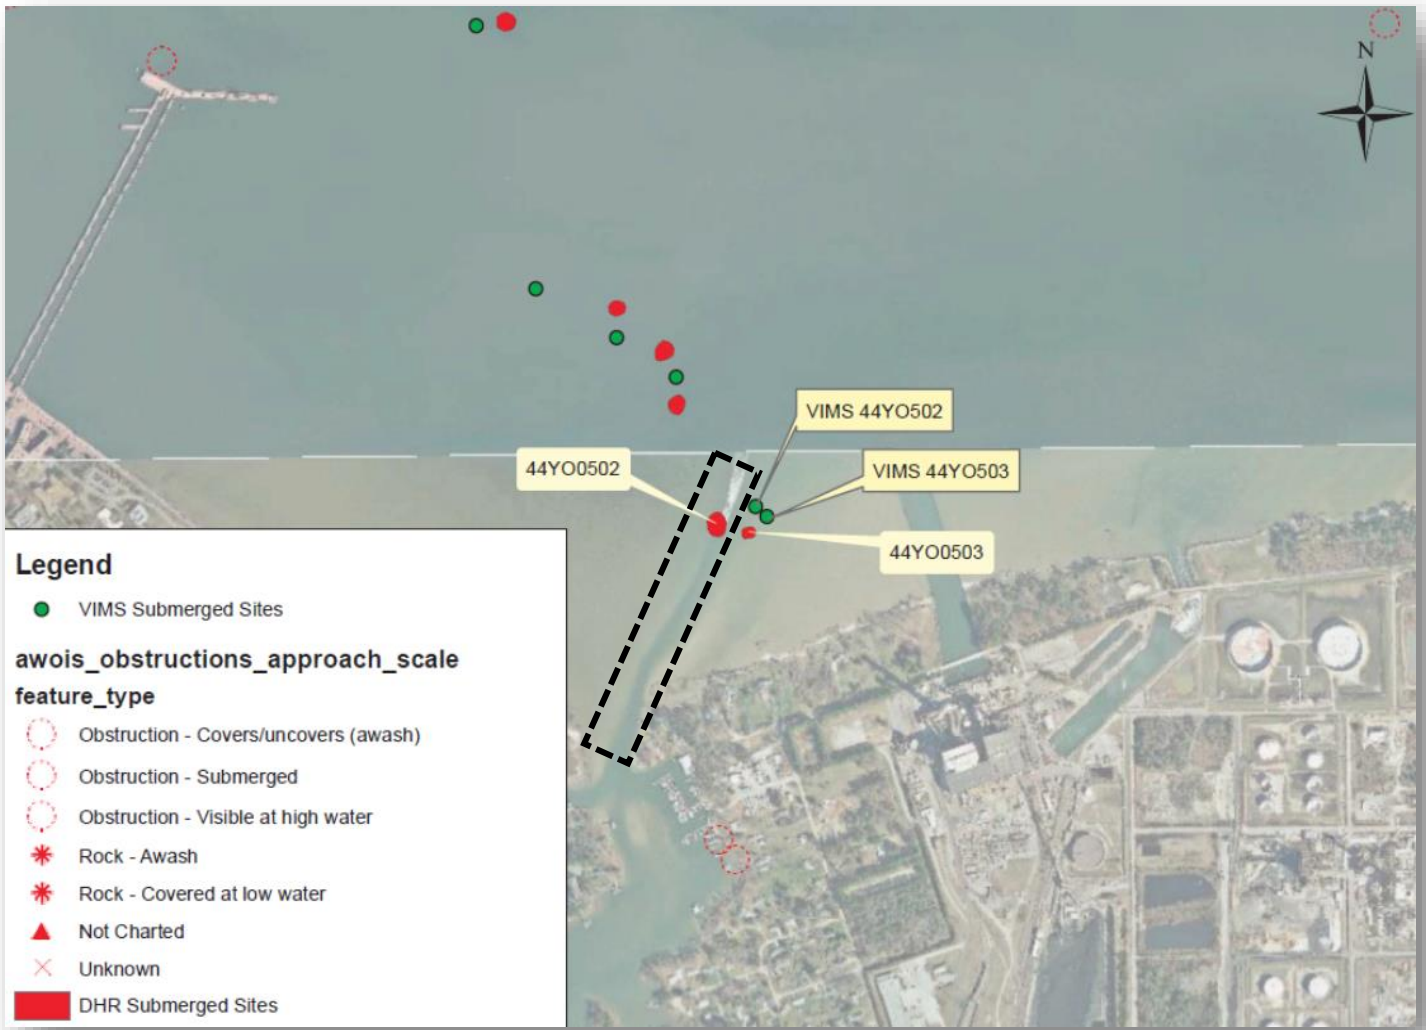 N
VIMS 44YO502
44YO0502
VIMS 44YO503
44YO0503
Legend
VIMS Submerged Sites
awois_obstructions_approach_scale
feature_type
Obstruction - Covers/uncovers (awash)
Obstruction - Submerged
Obstruction - Visible at high water
Rock - Awash
Rock - Covered at low water
Not Charted
Unknown
DHR Submerged Sites